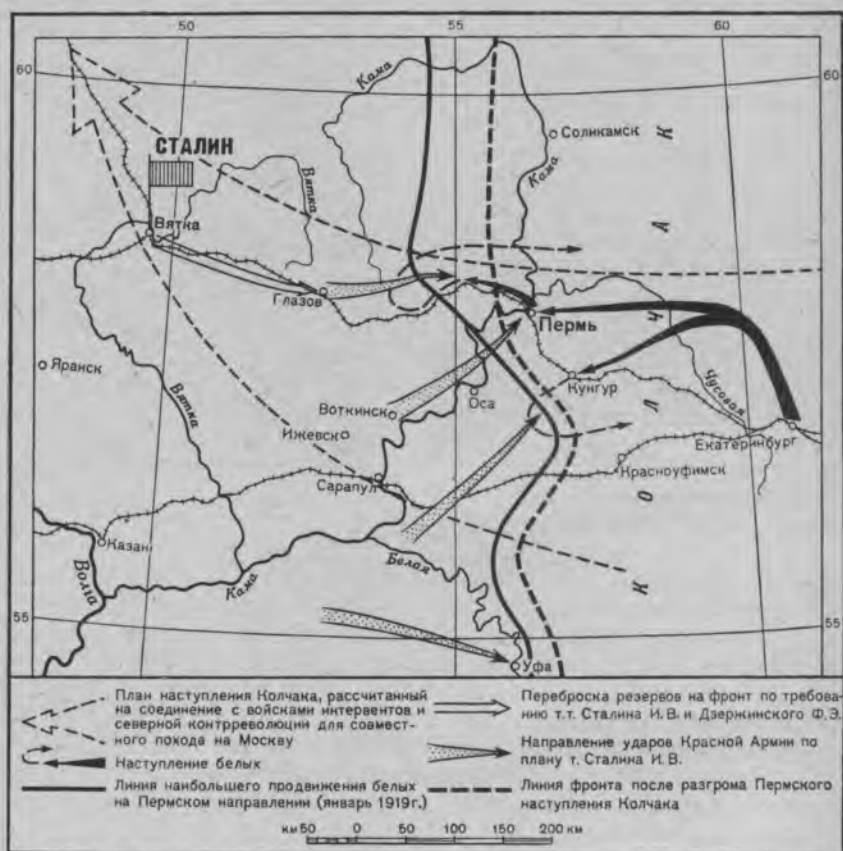 50
55
60
60
60
Кама
Соликамск
СТАЛИН
Вятка
Кама
К
А
Ч
Л
О
К
Вятка
Глазов
Пермь
Чусовая
Яранск
Вятка
Кунгур
Воткинск
Оса
Ижевск
Екатеринбург
Красноуфимск
Сарапул
Казань
Белая
Волга
Кама
55
55
Уфа
50
55
60
План наступления Колчака, рассчитанный
на соединение с войсками интервентов и
северной контрреволюции для совмест-
ного похода на Москву
Наступление белых
Линия наибольшего продвижения белых
на Пермском направлении (январь 1919г.)
Переброска резервов на фронт по требова-
нию т.т. Сталина И.В. и Дзержинского Ф.Э.
Направление ударов Красной Армии по
плану т. Сталина И.В.
Линия фронта после разгрома Пермского
наступления Колчака
км 50 0 50 100 150 200 км